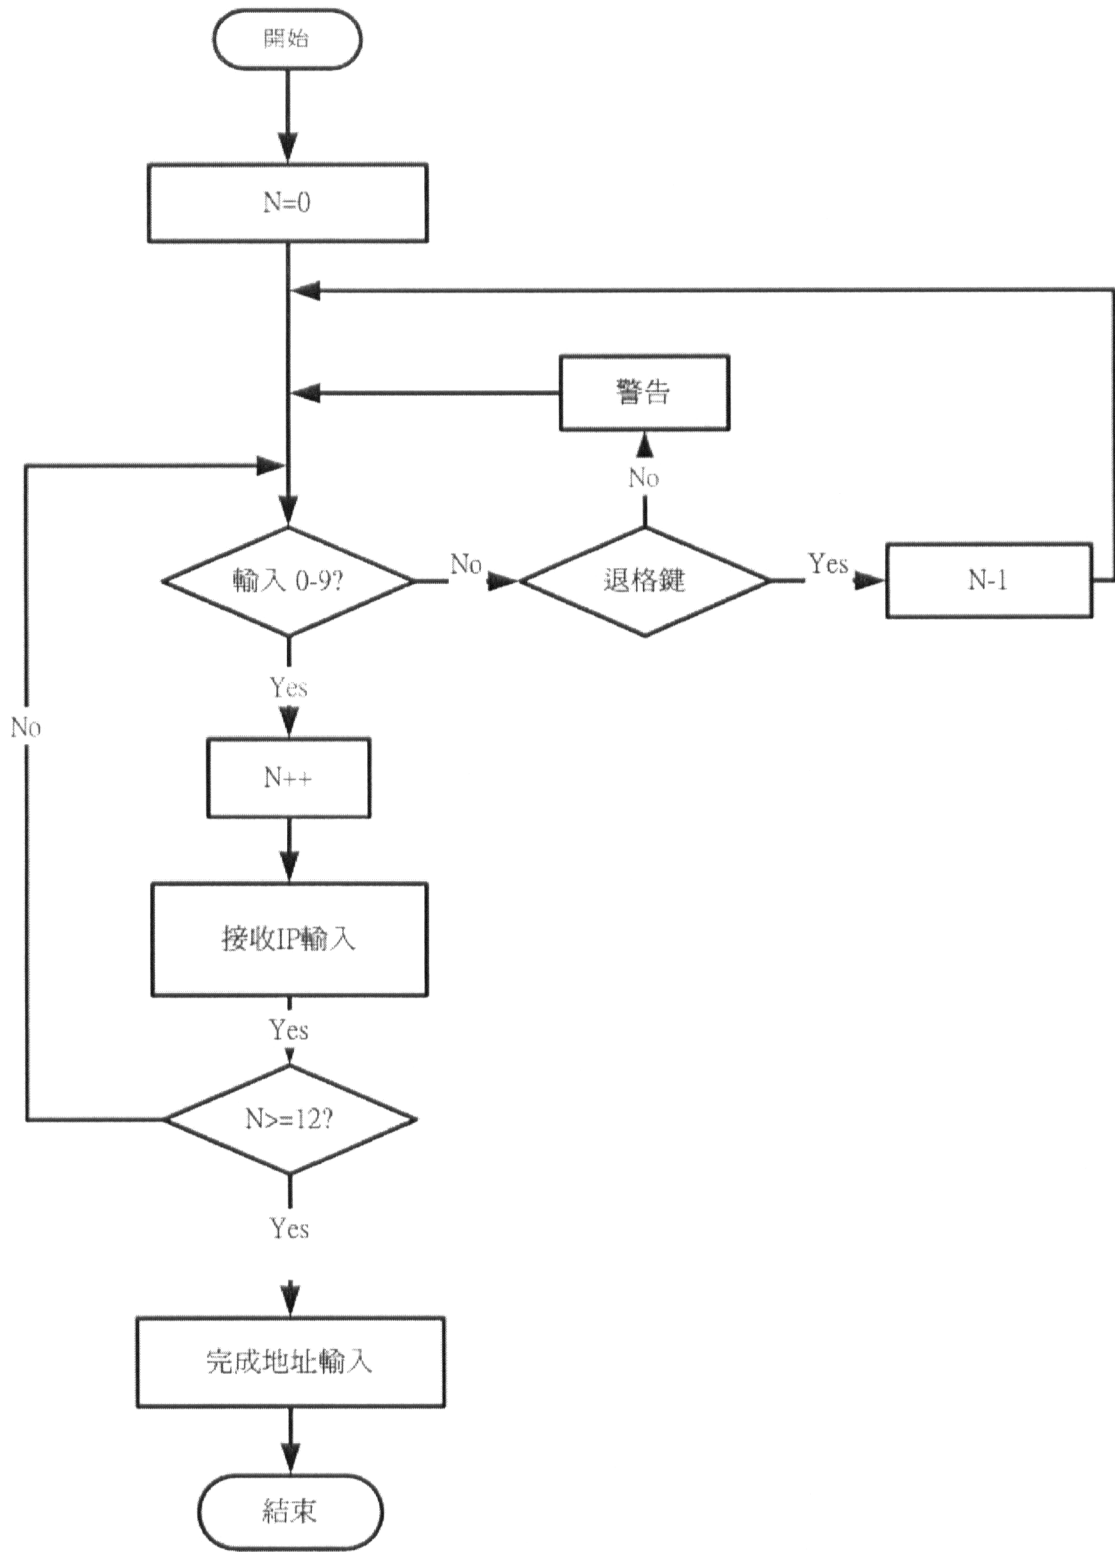 開始
N=0
警告
No
輸入 0-9?
No
退格鍵
Yes
N-1
Yes
No
N++
接收IP輸入
Yes
N>=12?
Yes
完成地址輸入
結束